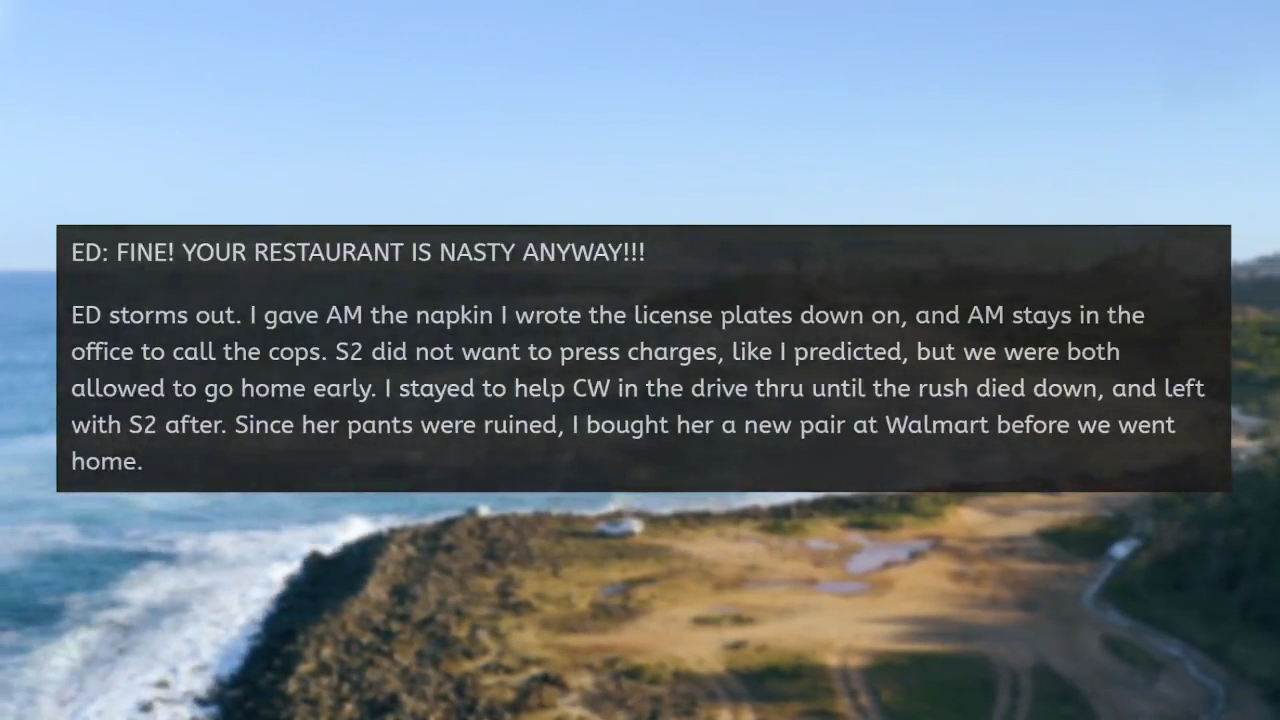 ED: FINE! YOUR RESTAURANT IS NASTY ANYWAY!!!
ED storms out. I gave AM the napkin I wrote the license plates down on, and AM stays in the
office to call the cops. S2 did not want to press charges, like I predicted, but we were both
allowed to go home early. I stayed to help CW in the drive thru until the rush died down, and left
with S2 after. Since her pants were ruined, I bought her a new pair at Walmart before we went
home.